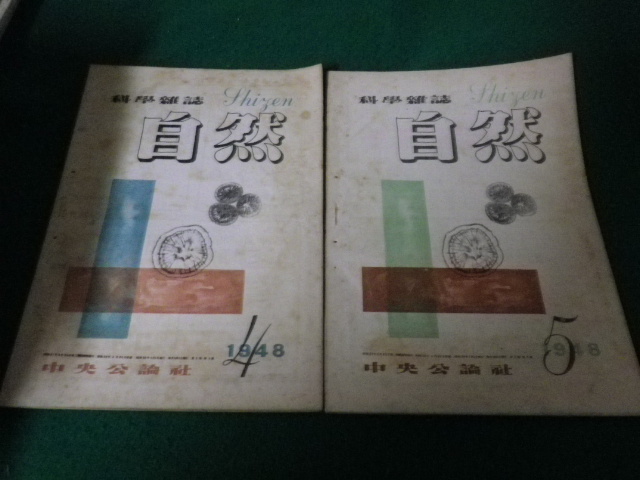 科學雜誌 Shizen
自然
4 1948
中央公論社
科學雜誌 Shizen
自然
5 1948
中央公論社